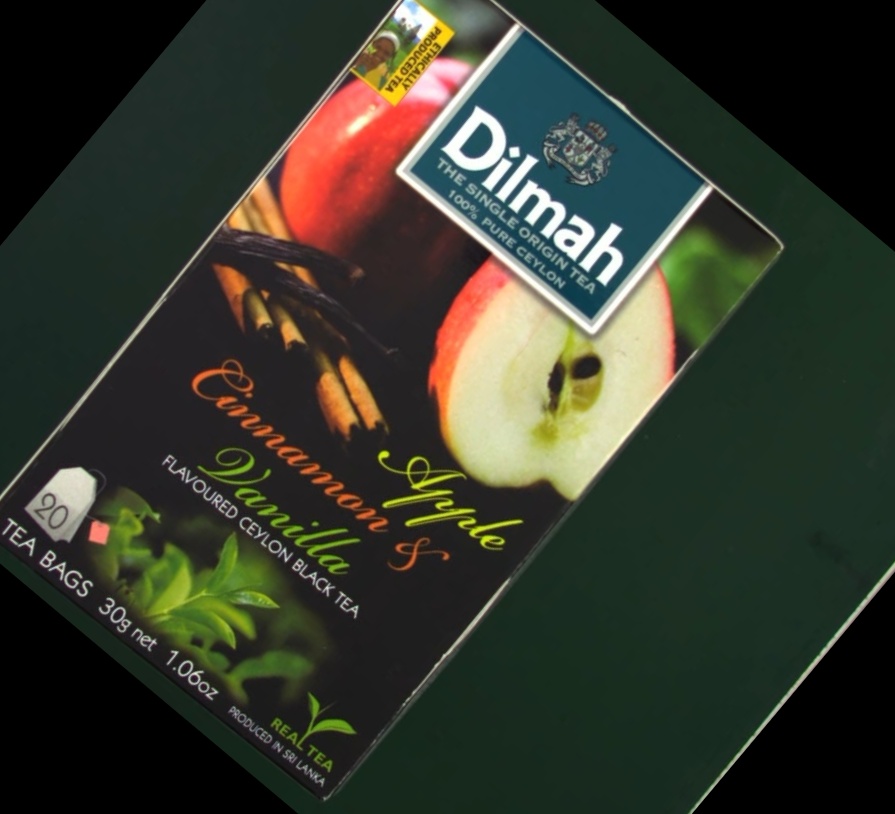 ETHICALLY
PRODUCED TEA
Dilmah
THE SINGLE ORIGIN TEA
100% PURE CEYLON
Apple
Cinnamon &
Vanilla
FLAVOURED CEYLON BLACK TEA
20
TEA BAGS 30g net 1.06oz
REAL TEA
PRODUCED IN SRI LANKA